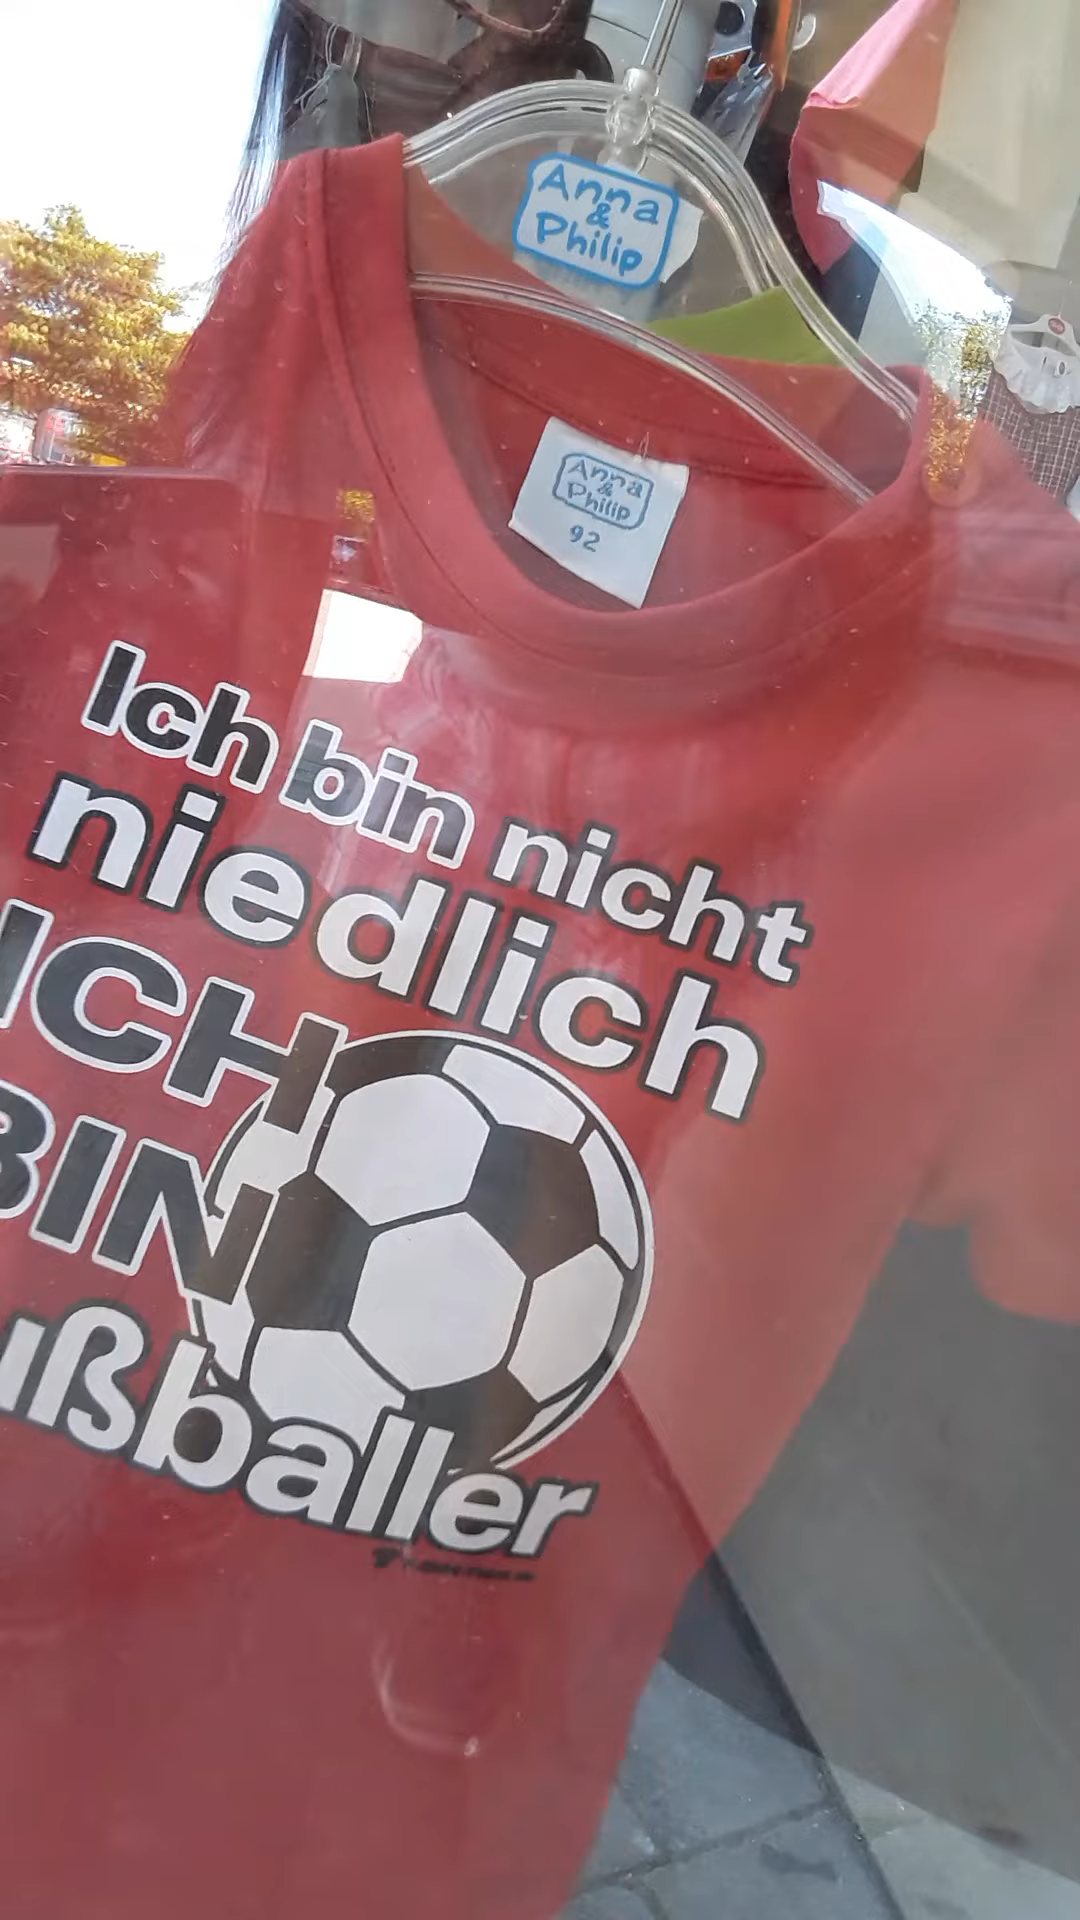 Anna
&
Philip
Anna
&
Philip
92
Ich bin nicht
niedlich
ICH
BIN
ußballer